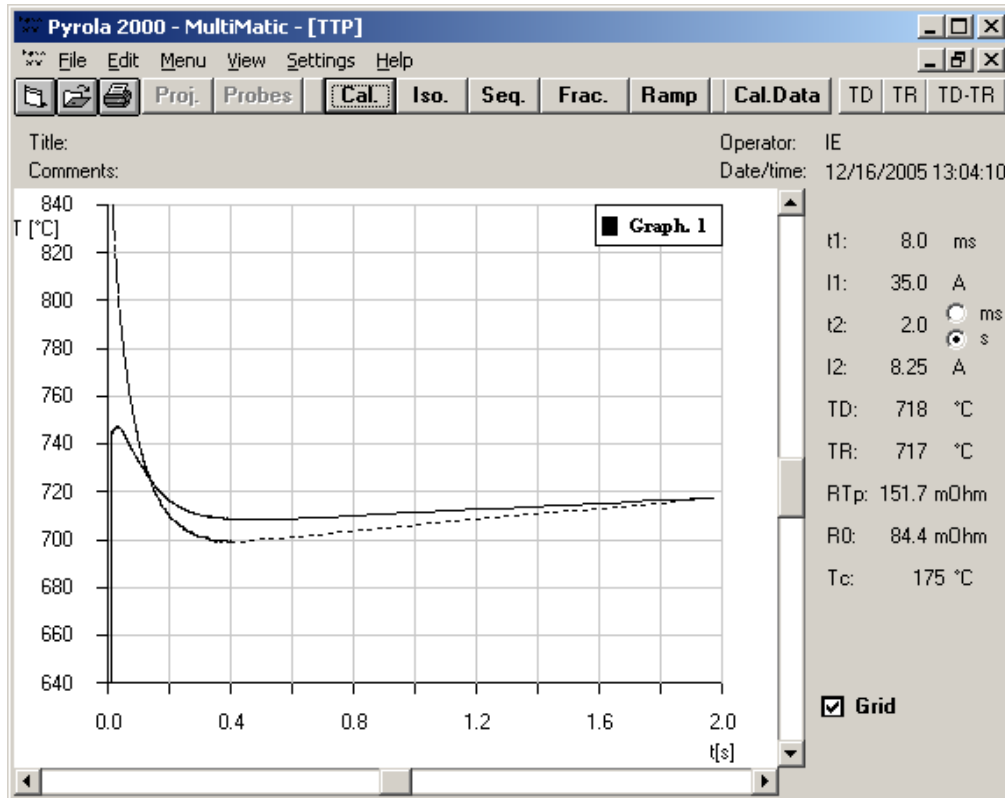 Pyrola 2000 - MultiMatic - [TTP]
File Edit Menu View Settings Help
Proj. Probes Cal. Iso. Seq. Frac. Ramp Cal.Data TD TR TD-TR
Title: Operator: IE
Comments: Date/time: 12/16/2005 13:04:10
840
T [°C]
Graph. 1
820
800
780
760
740
720
700
680
660
640
0.0 0.4 0.8 1.2 1.6 2.0
t[s]
t1: 8.0 ms
I1: 35.0 A
t2: 2.0 ms
s
I2: 8.25 A
TD: 718 °C
TR: 717 °C
RTp: 151.7 mOhm
R0: 84.4 mOhm
Tc: 175 °C
Grid